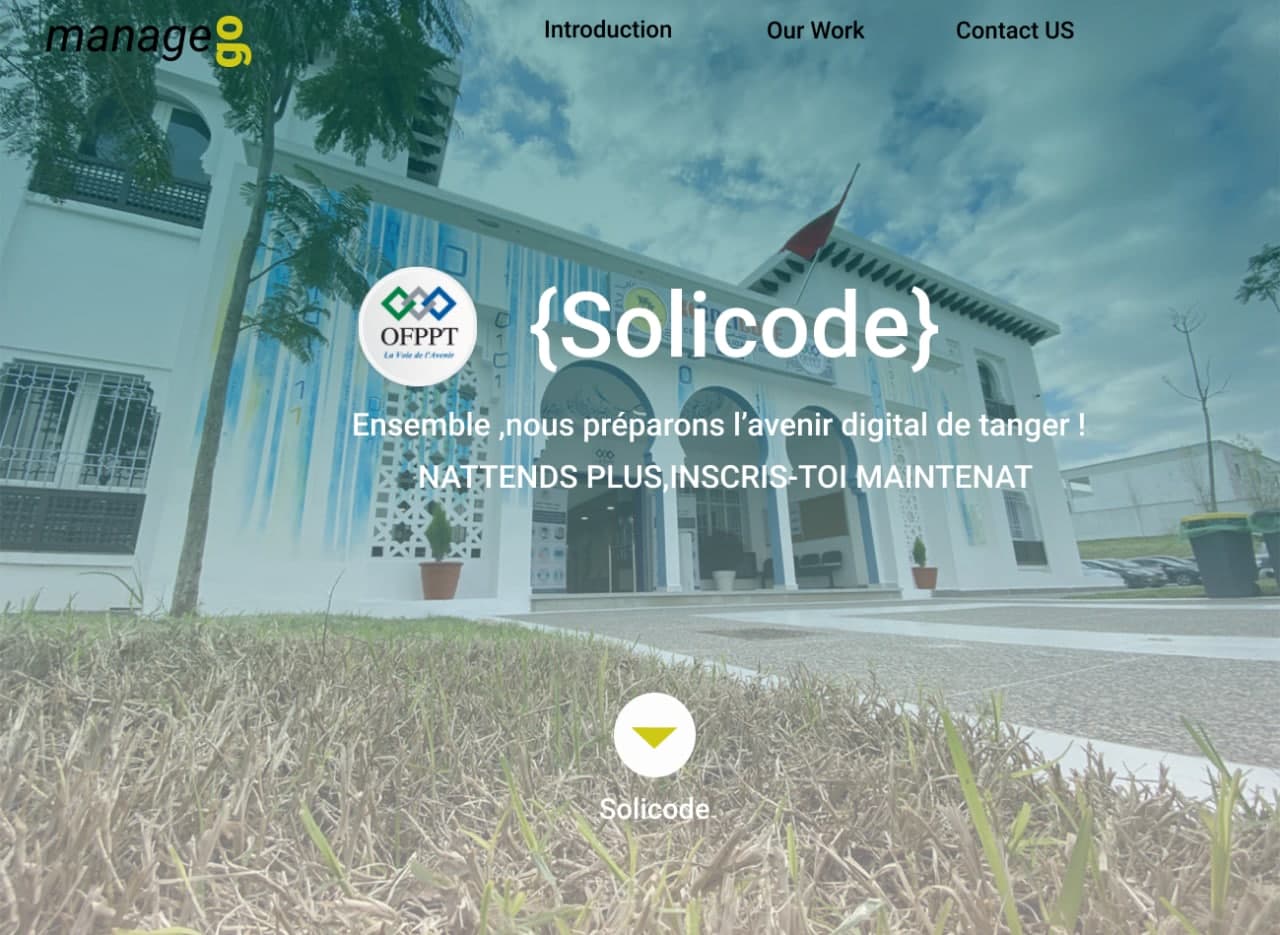 managego
Introduction
Our Work
Contact US
OFPPT
La Voie de l'Avenir
{Solicode}
Ensemble ,nous préparons l’avenir digital de tanger !
NATTENDS PLUS,INSCRIS-TOI MAINTENAT
Solicode